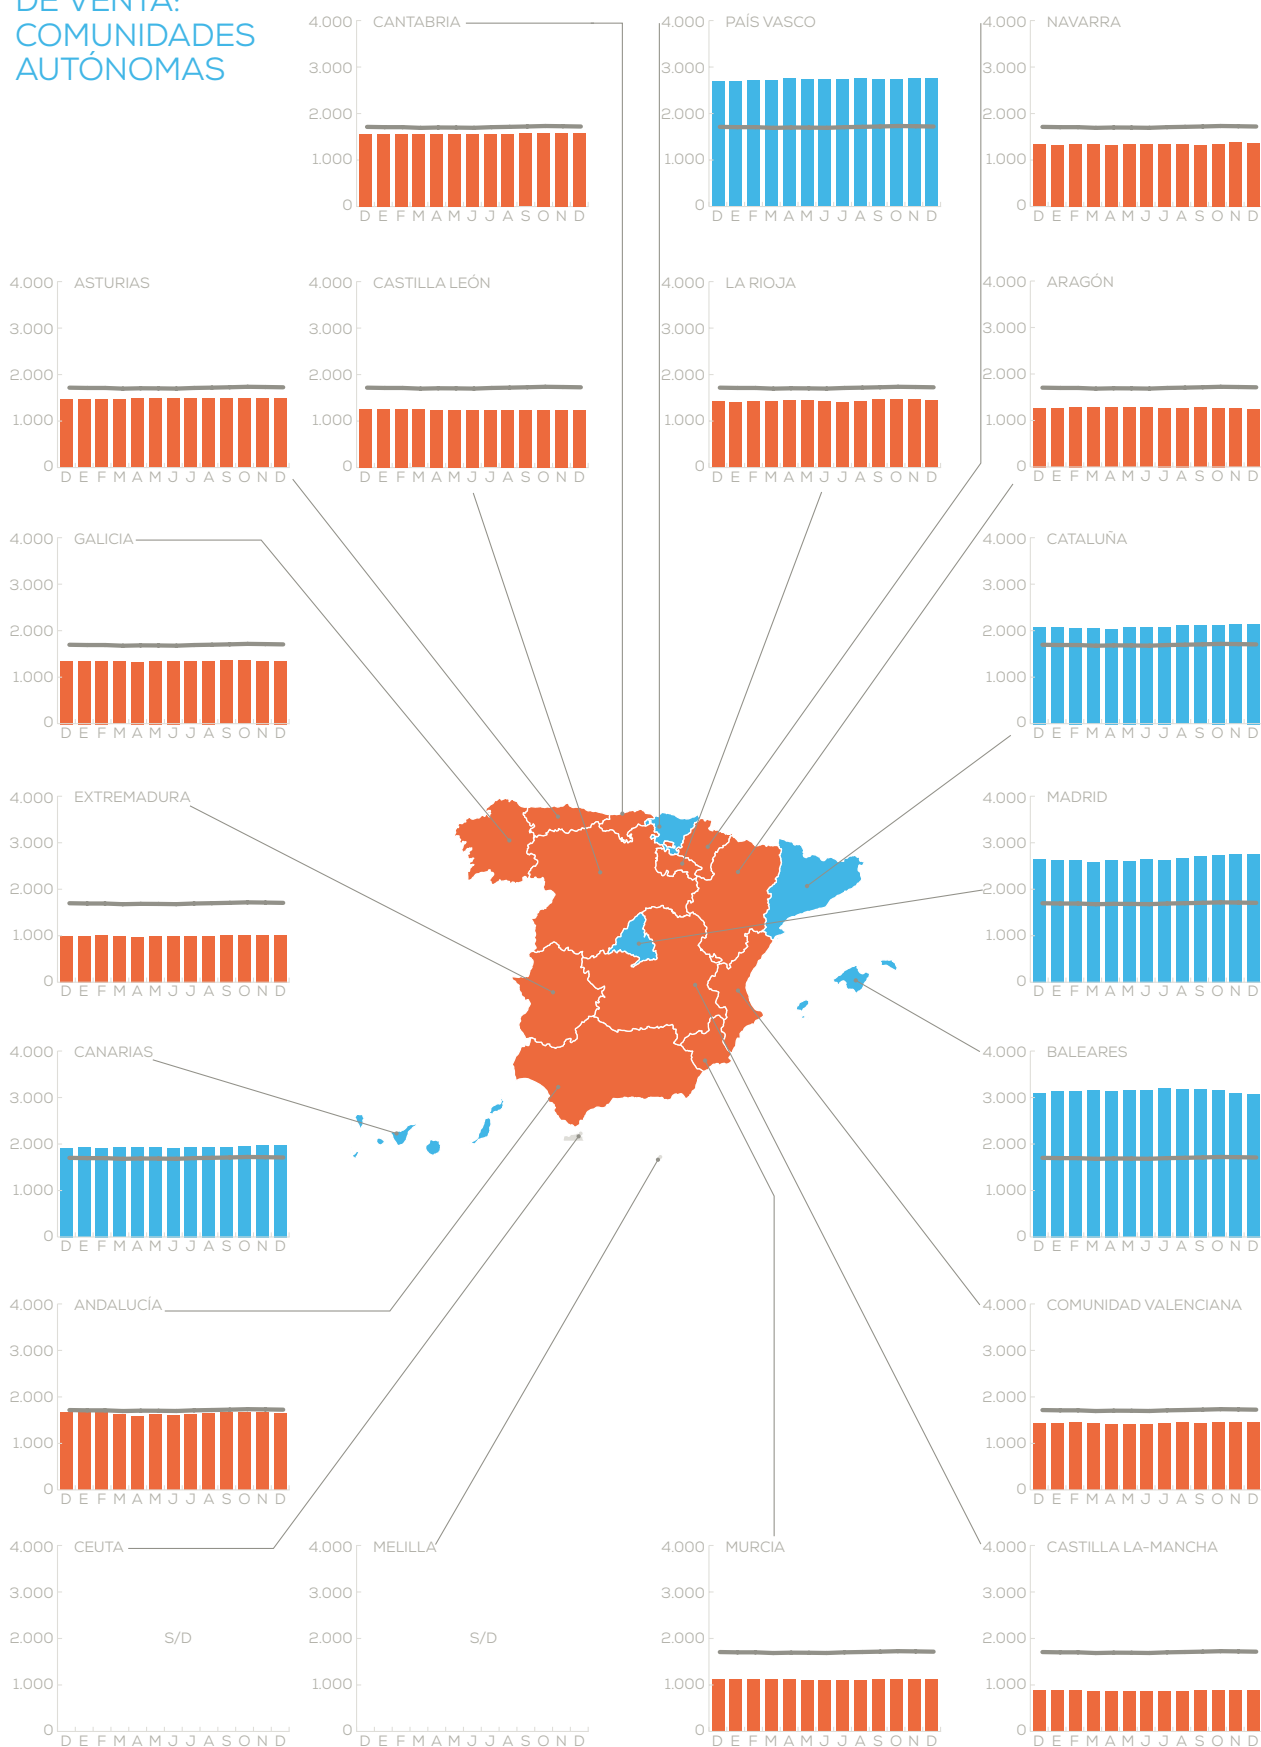 DE VENTA:
COMUNIDADES
AUTÓNOMAS
4.000 CANTABRIA
3.000
2.000
1.000
0
D E F M A M J J A S O N D
4.000 PAÍS VASCO
3.000
2.000
1.000
0
D E F M A M J J A S O N D
4.000 NAVARRA
3.000
2.000
1.000
0
D E F M A M J J A S O N D
4.000 ASTURIAS
3.000
2.000
1.000
0
D E F M A M J J A S O N D
4.000 CASTILLA LEÓN
3.000
2.000
1.000
0
D E F M A M J J A S O N D
4.000 LA RIOJA
3.000
2.000
1.000
0
D E F M A M J J A S O N D
4.000 ARAGÓN
3.000
2.000
1.000
0
D E F M A M J J A S O N D
4.000 GALICIA
3.000
2.000
1.000
0
D E F M A M J J A S O N D
4.000 CATALUÑA
3.000
2.000
1.000
0
D E F M A M J J A S O N D
4.000 EXTREMADURA
3.000
2.000
1.000
0
D E F M A M J J A S O N D
4.000 MADRID
3.000
2.000
1.000
0
D E F M A M J J A S O N D
4.000 CANARIAS
3.000
2.000
1.000
0
D E F M A M J J A S O N D
4.000 BALEARES
3.000
2.000
1.000
0
D E F M A M J J A S O N D
4.000 ANDALUCÍA
3.000
2.000
1.000
0
D E F M A M J J A S O N D
4.000 COMUNIDAD VALENCIANA
3.000
2.000
1.000
0
D E F M A M J J A S O N D
4.000 CEUTA
3.000
2.000 S/D
1.000
0
D E F M A M J J A S O N D
4.000 MELILLA
3.000
2.000 S/D
1.000
0
D E F M A M J J A S O N D
4.000 MURCIA
3.000
2.000
1.000
0
D E F M A M J J A S O N D
4.000 CASTILLA LA-MANCHA
3.000
2.000
1.000
0
D E F M A M J J A S O N D